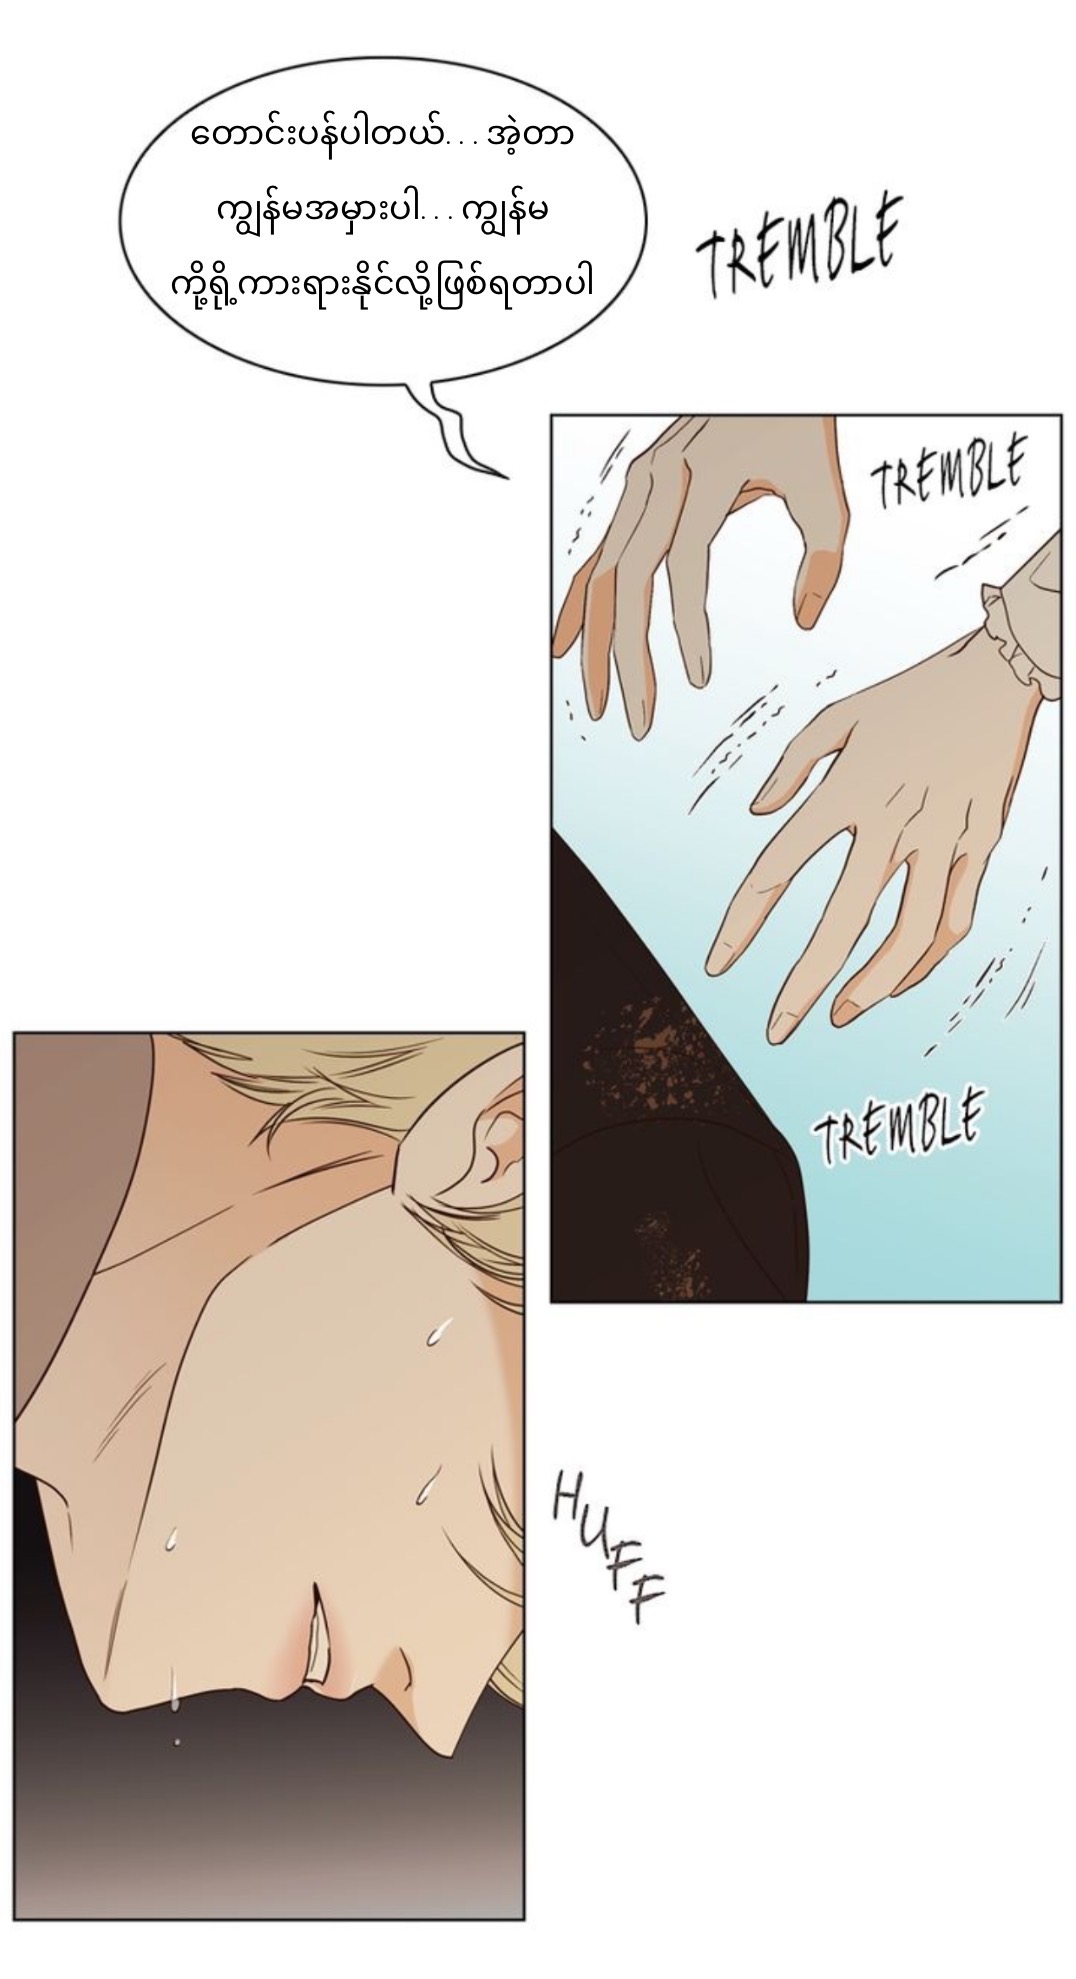 တောင်းပန်ပါတယ်... အဲ့တာ
ကျွန်မအမှားပါ... ကျွန်မ
ကို့ရို့ကားရားနိုင်လို့ဖြစ်ရတာပါ
TREMBLE
TREMBLE
TREMBLE
HUFF